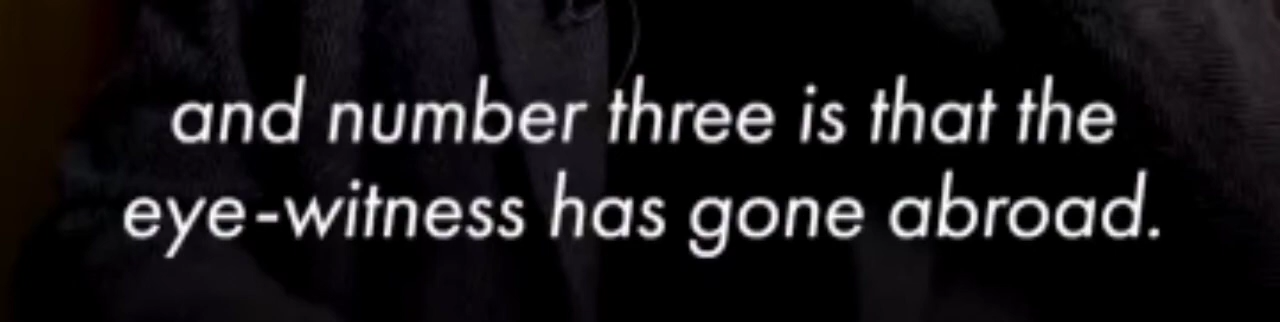 and number three is that the
eye-witness has gone abroad.